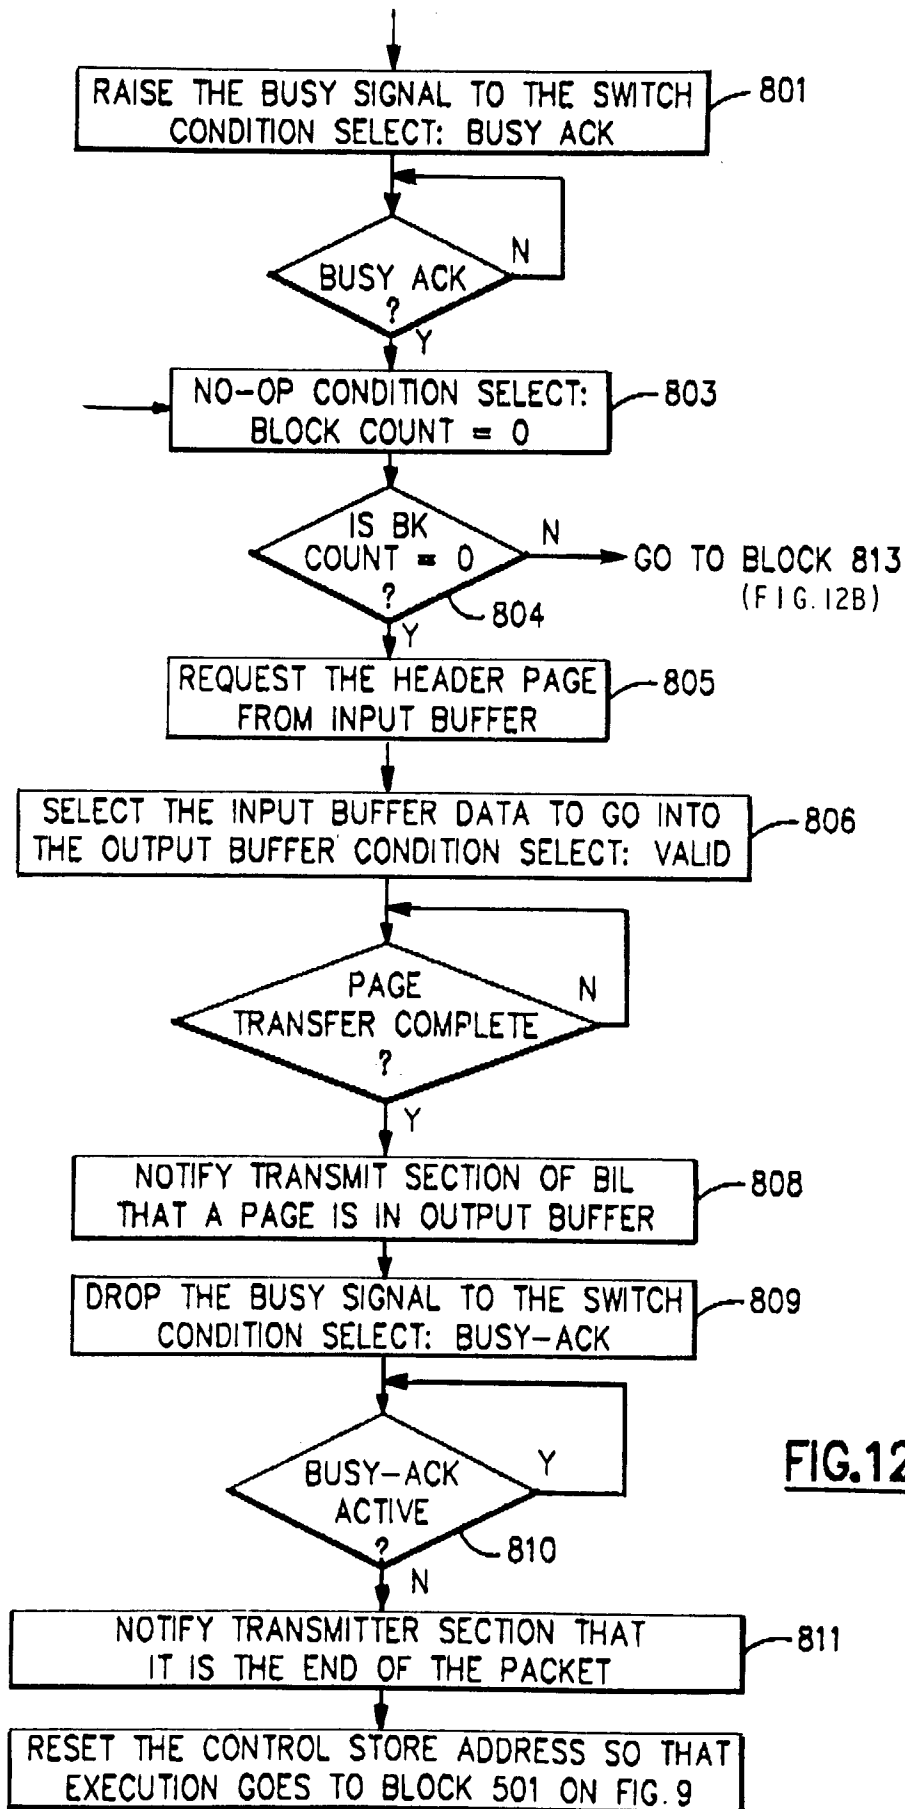 RAISE THE BUSY SIGNAL TO THE SWITCH
CONDITION SELECT: BUSY ACK
801
BUSY ACK
?
N
Y
NO-OP CONDITION SELECT:
BLOCK COUNT = 0
803
IS BK
COUNT = 0
?
N
GO TO BLOCK 813
(FIG. 12B)
804
Y
REQUEST THE HEADER PAGE
FROM INPUT BUFFER
805
SELECT THE INPUT BUFFER DATA TO GO INTO
THE OUTPUT BUFFER CONDITION SELECT: VALID
806
PAGE
TRANSFER COMPLETE
?
N
Y
NOTIFY TRANSMIT SECTION OF BIL
THAT A PAGE IS IN OUTPUT BUFFER
808
DROP THE BUSY SIGNAL TO THE SWITCH
CONDITION SELECT: BUSY-ACK
809
BUSY-ACK
ACTIVE
?
Y
810
N
FIG.12
NOTIFY TRANSMITTER SECTION THAT
IT IS THE END OF THE PACKET
811
RESET THE CONTROL STORE ADDRESS SO THAT
EXECUTION GOES TO BLOCK 501 ON FIG.9